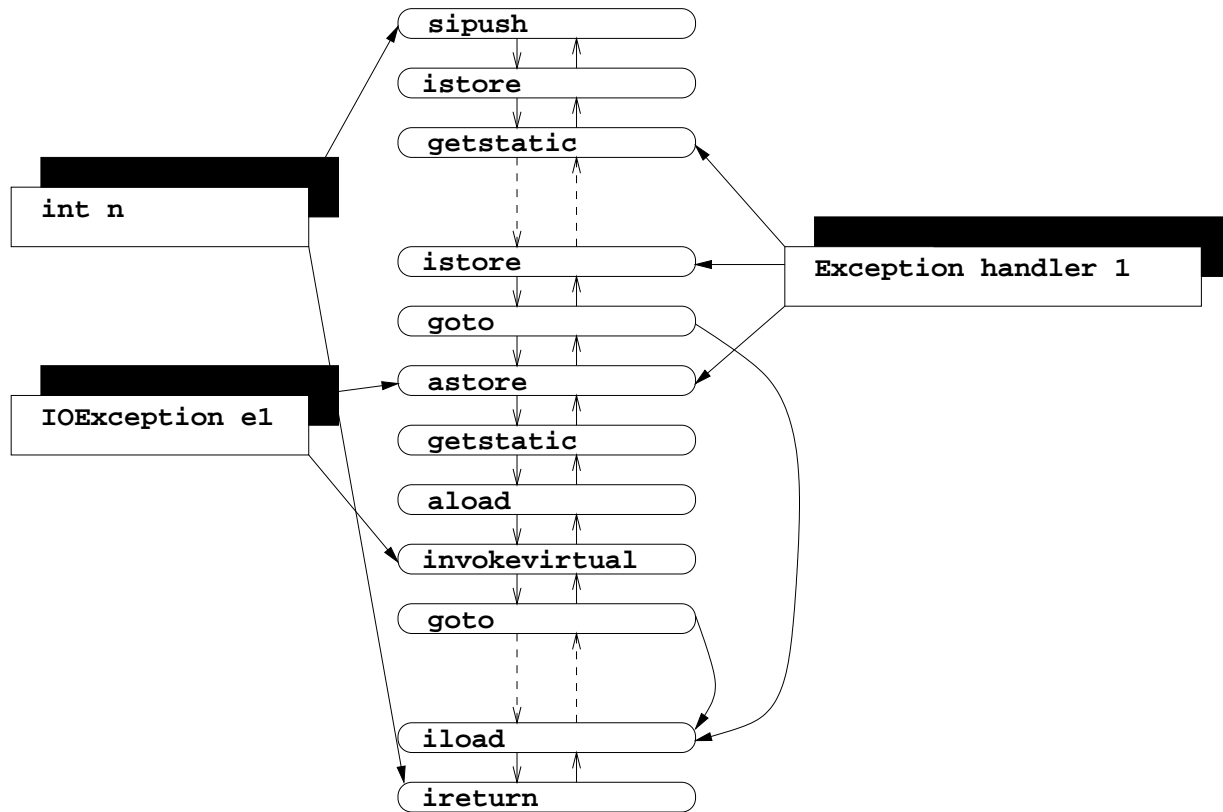 sipush
istore
getstatic
int n
istore
Exception handler 1
goto
astore
IOException e1
getstatic
aload
invokevirtual
goto
iload
ireturn